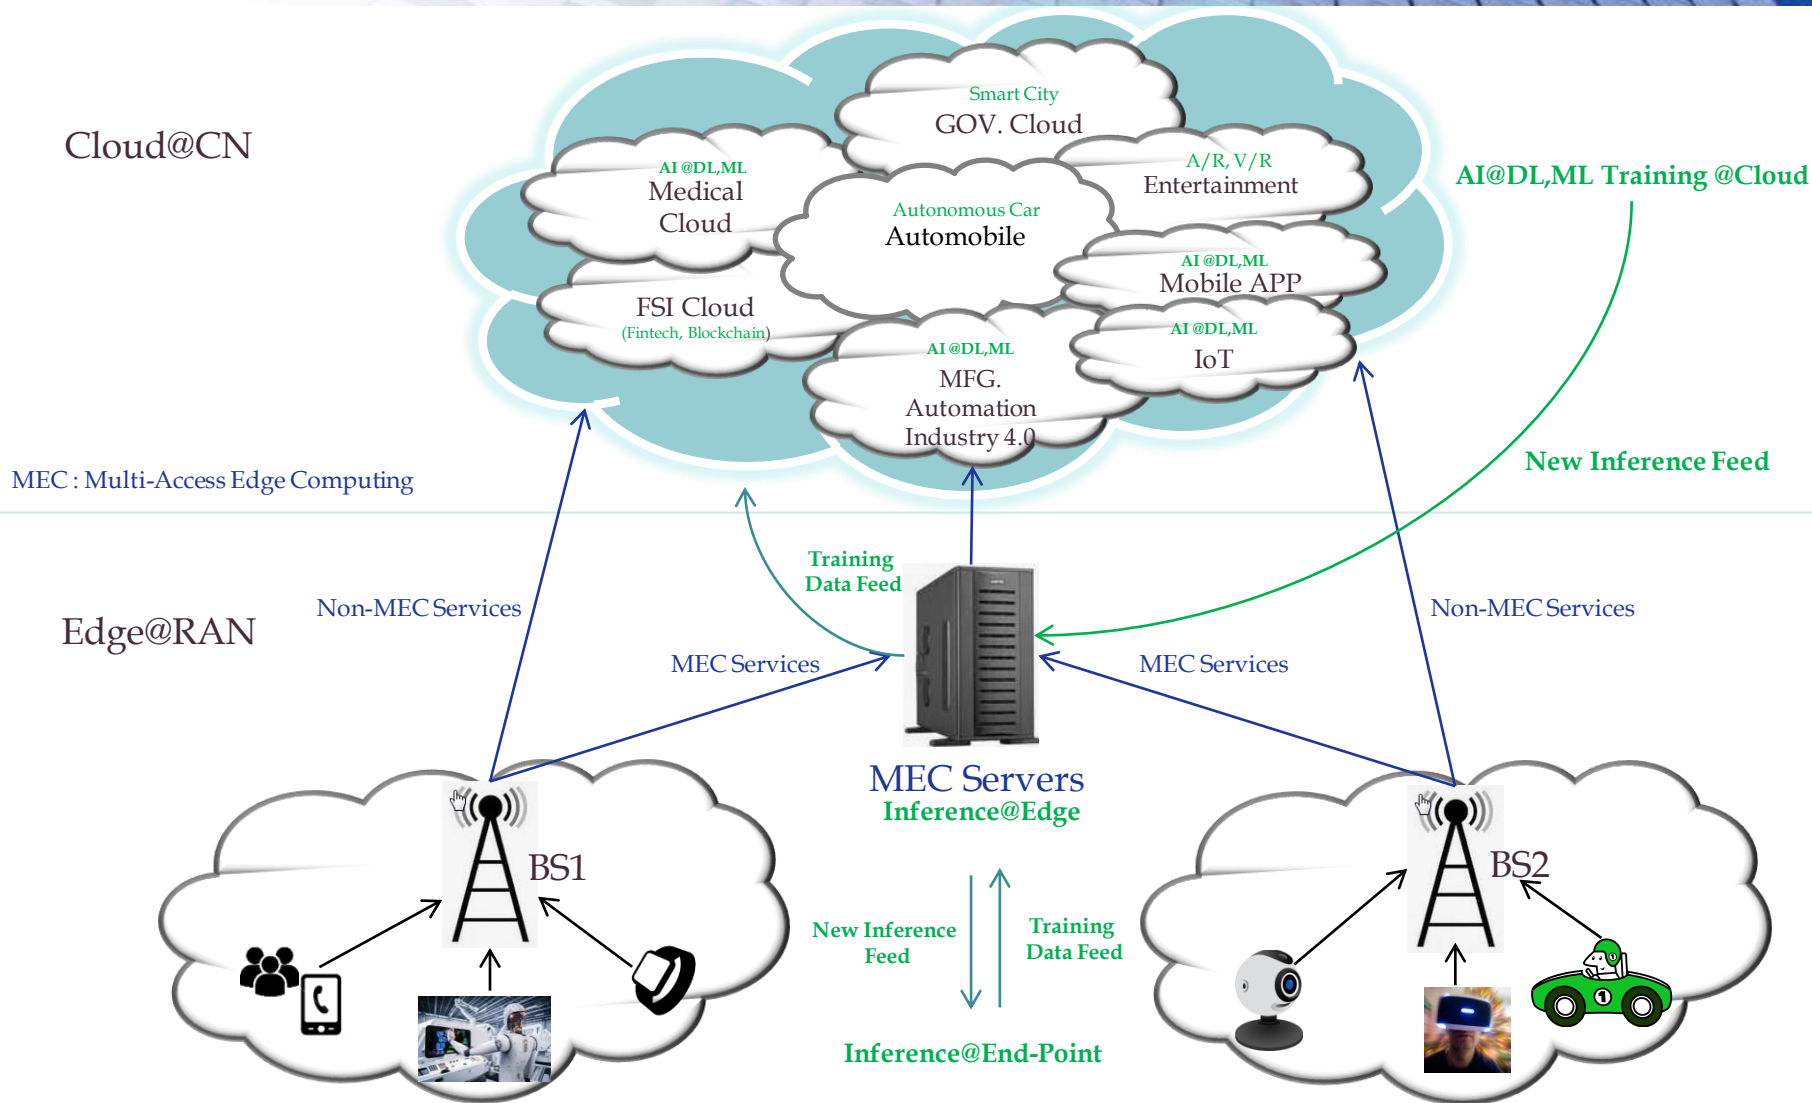 Smart City
GOV. Cloud
Cloud@CN
AI@DL,ML
Medical
Cloud
A/R, V/R
Entertainment
AI@DL,ML Training @Cloud
Autonomous Car
Automobile
AI@DL,ML
Mobile APP
FSI Cloud
(Fintech, Blockchain)
AI@DL,ML
IoT
AI@DL,ML
MFG.
Automation
Industry 4.0
New Inference Feed
MEC : Multi-Access Edge Computing
Training
Data Feed
Non-MEC Services
Non-MEC Services
Edge@RAN
MEC Services
MEC Services
MEC Servers
Inference@Edge
BS1
BS2
New Inference
Feed
Training
Data Feed
1
1
Inference@End-Point